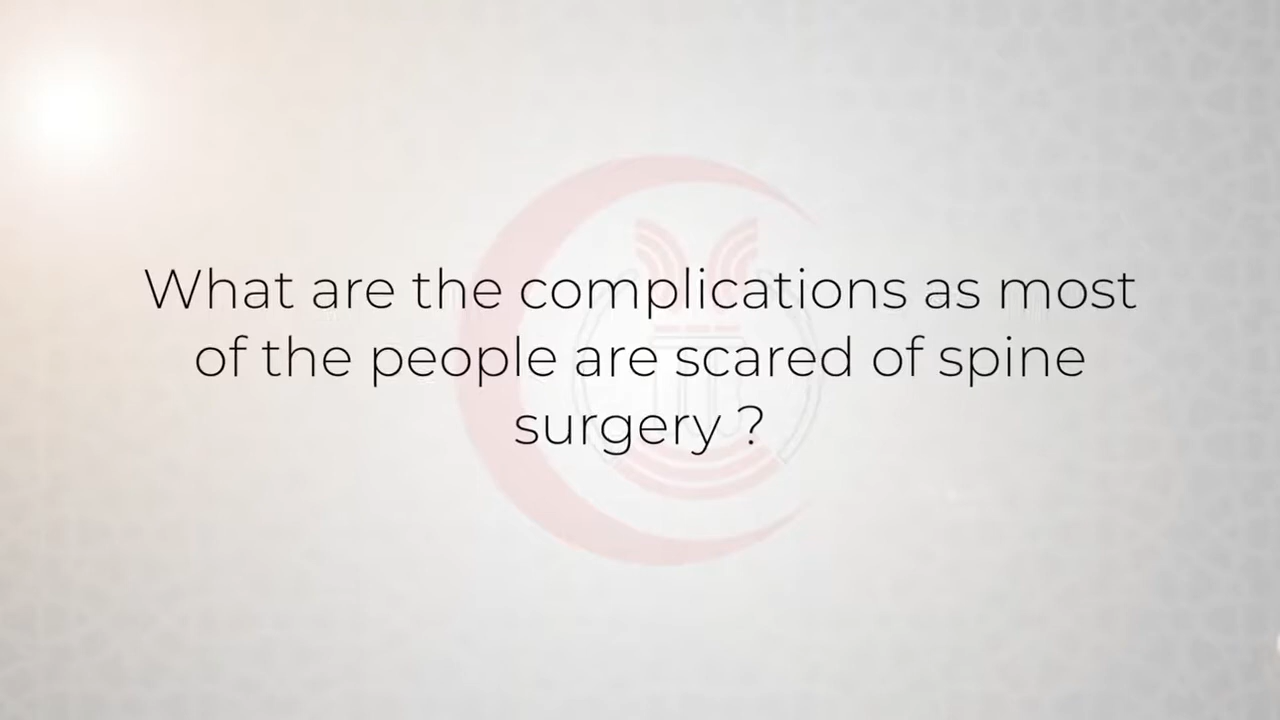 What are the complications as most
of the people are scared of spine
surgery ?